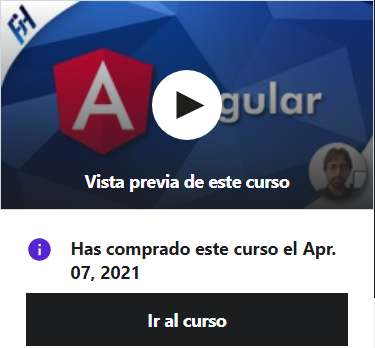 FH
A
gular
Vista previa de este curso
Has comprado este curso el Apr.
07, 2021
Ir al curso